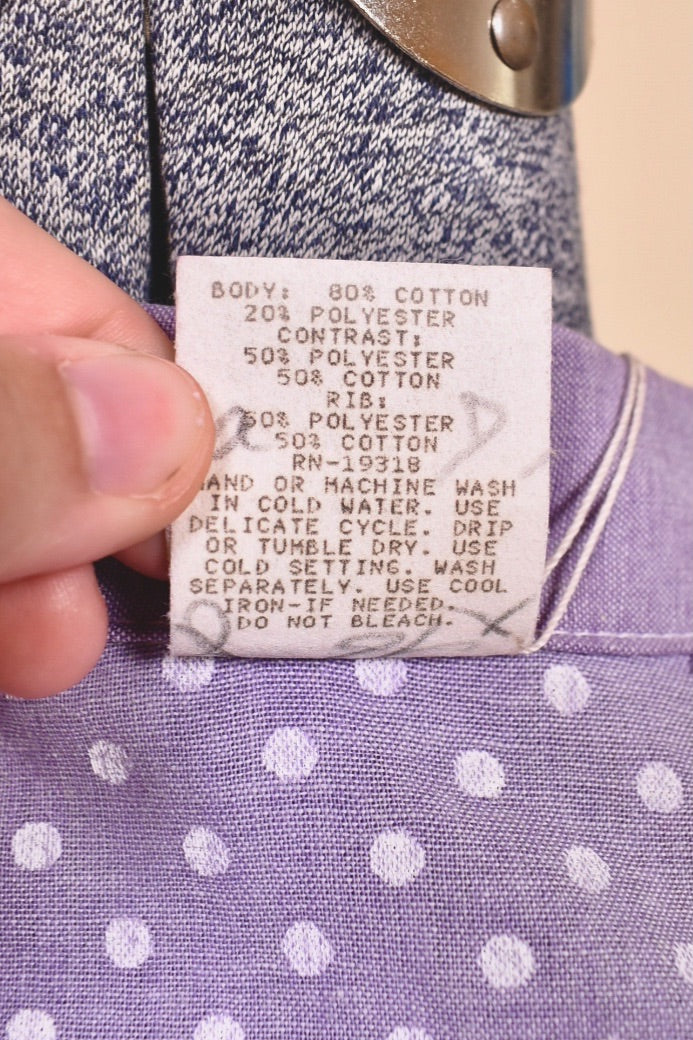 BODY: 80% COTTON
20% POLYESTER
CONTRAST:
50% POLYESTER
50% COTTON
RIB:
50% POLYESTER
50% COTTON
RN-19318
HAND OR MACHINE WASH
IN COLD WATER. USE
DELICATE CYCLE. DRIP
OR TUMBLE DRY. USE
COLD SETTING. WASH
SEPARATELY. USE COOL
IRON-IF NEEDED.
DO NOT BLEACH.